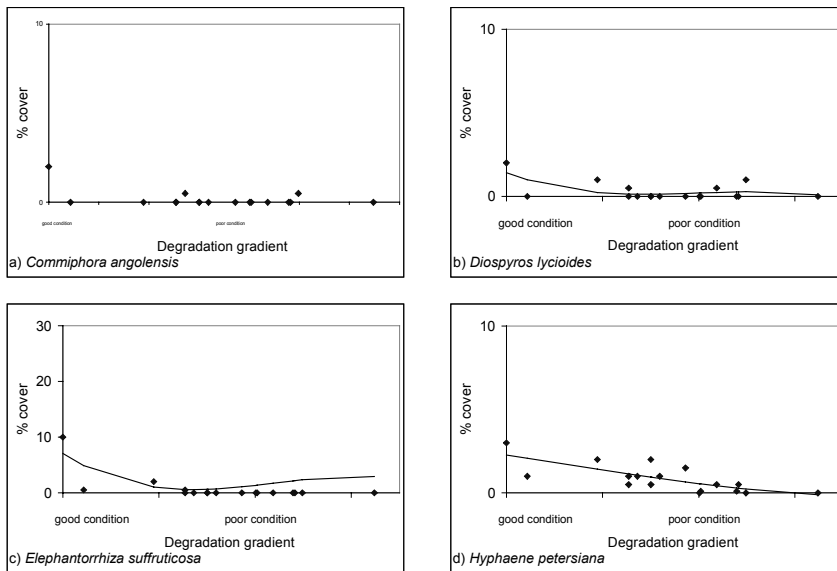 10
% cover
0
good condition
poor condition
Degradation gradient
a) Commiphora angolensis
10
% cover
0
good condition
poor condition
Degradation gradient
b) Diospyros lycioides
30
20
10
0
% cover
good condition
poor condition
Degradation gradient
c) Elephantorrhiza suffruticosa
10
% cover
0
good condition
poor condition
Degradation gradient
d) Hyphaene petersiana